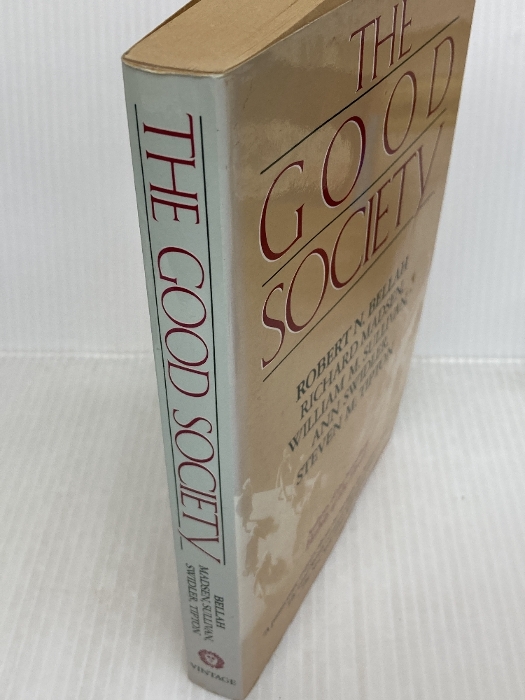 THE
GOOD
SOCIETY
ROBERT N. BELLAH
RICHARD MADSEN
WILLIAM M. SULLIVAN
ANN SWIDLER
STEVEN M. TIPTON
THE GOOD SOCIETY
BELLAH
MADSEN, SULLIVAN,
SWIDLER, TIPTON
VINTAGE